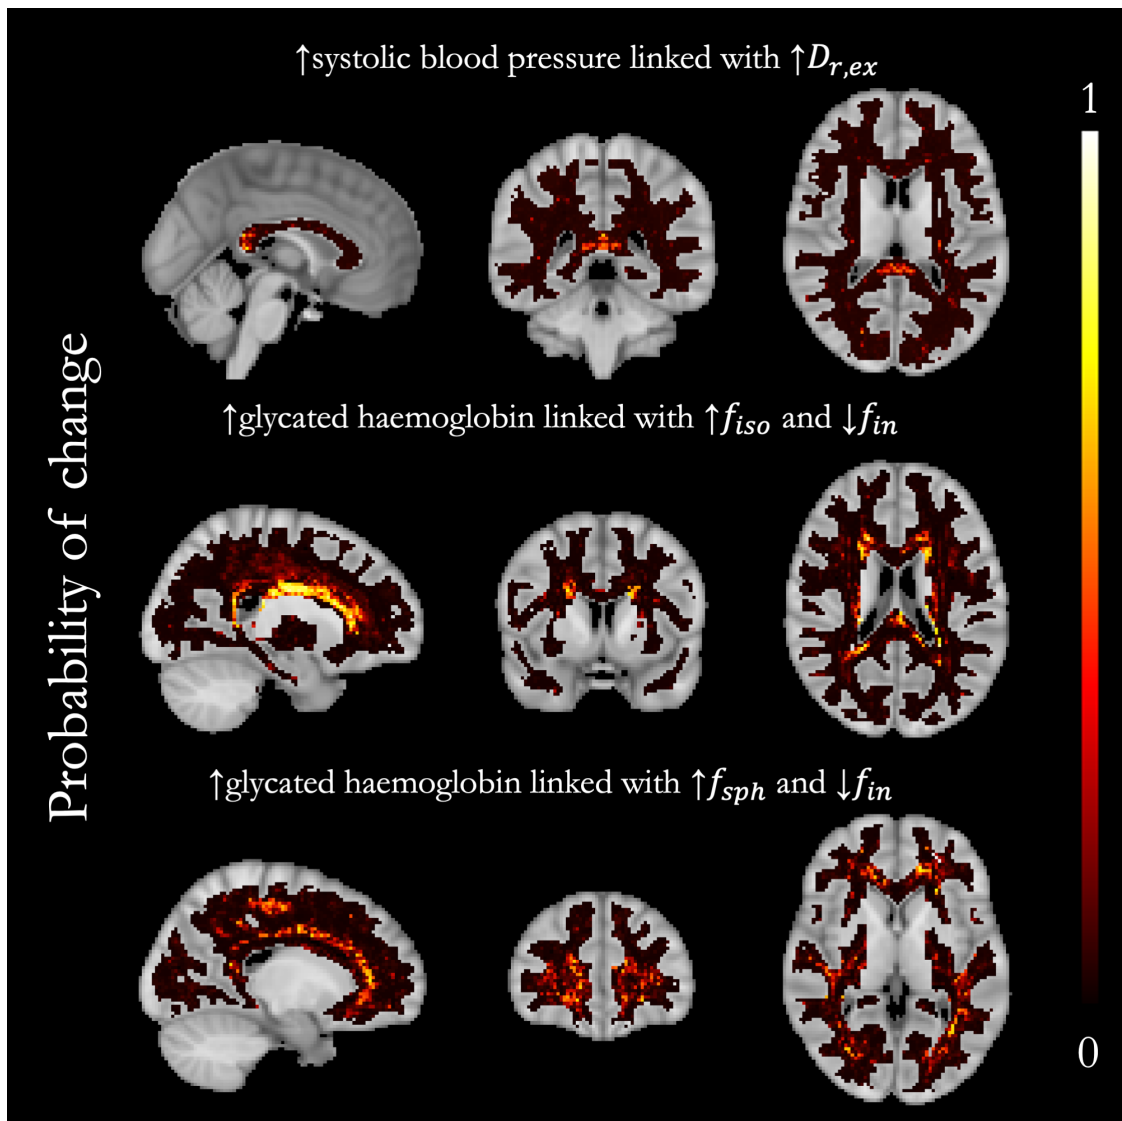 ↑systolic blood pressure linked with ↑D_{r,ex}
1
↑glycated haemoglobin linked with ↑f_{iso} and ↓f_{in}
Probability of change
↑glycated haemoglobin linked with ↑f_{sph} and ↓f_{in}
0